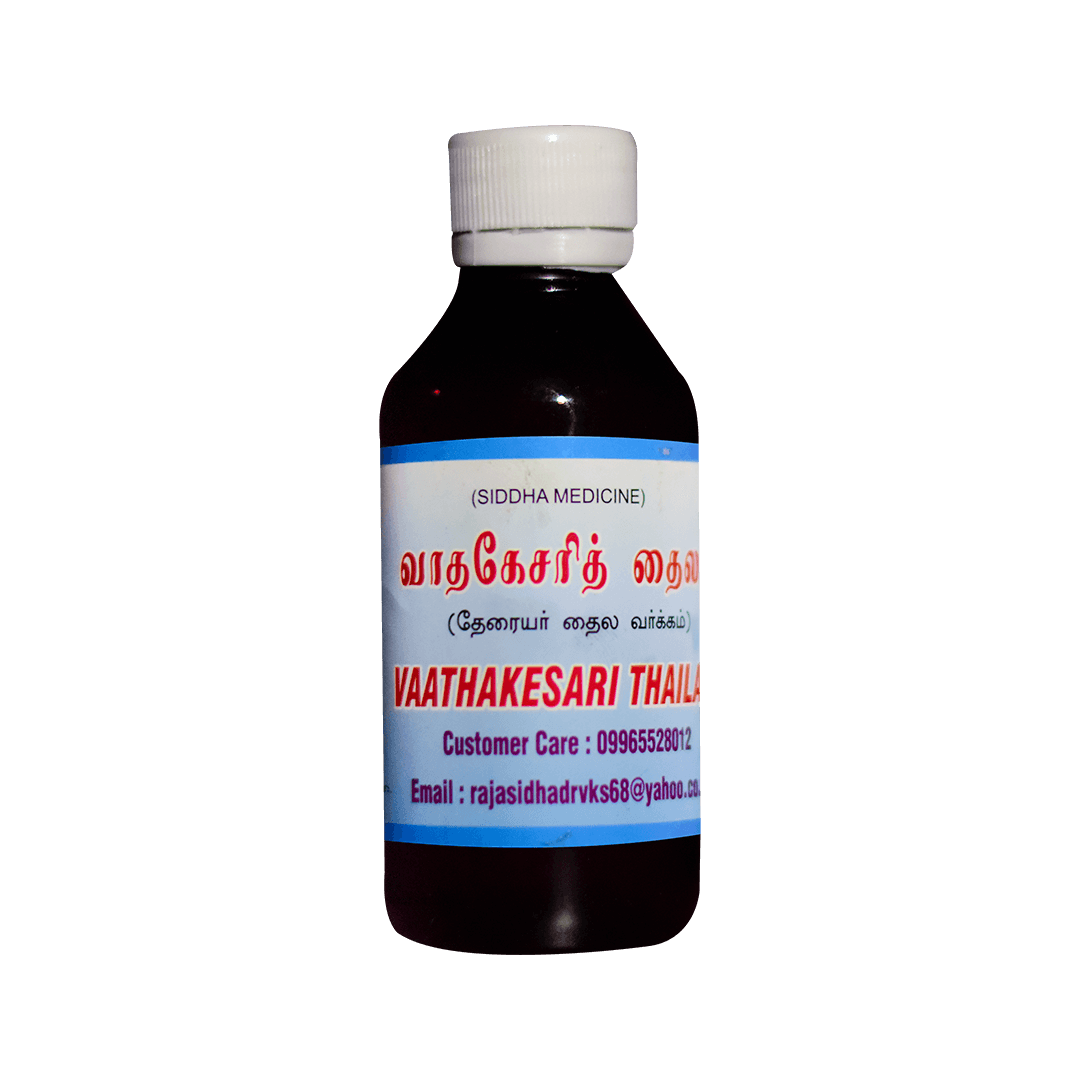 (SIDDHA MEDICINE)
வாதகேசரித் தைல
(தேரையர் தைல வர்க்கம்)
VAATHAKESARI THAILA
Customer Care : 09965528012
Email : rajasidhadrvks68@yahoo.co.